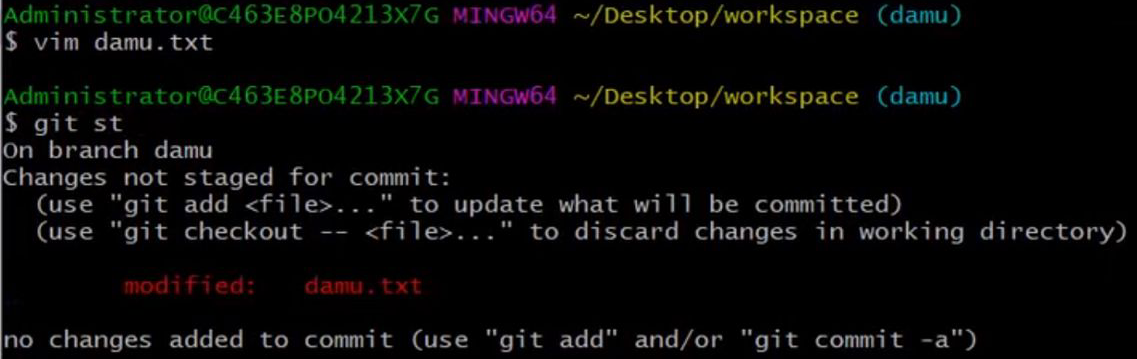 Administrator@C463E8PO4213X7G MINGW64 ~/Desktop/workspace (damu)
$ vim damu.txt
Administrator@C463E8PO4213X7G MINGW64 ~/Desktop/workspace (damu)
$ git st
On branch damu
Changes not staged for commit:
  (use "git add <file>..." to update what will be committed)
  (use "git checkout -- <file>..." to discard changes in working directory)
        modified:   damu.txt
no changes added to commit (use "git add" and/or "git commit -a")